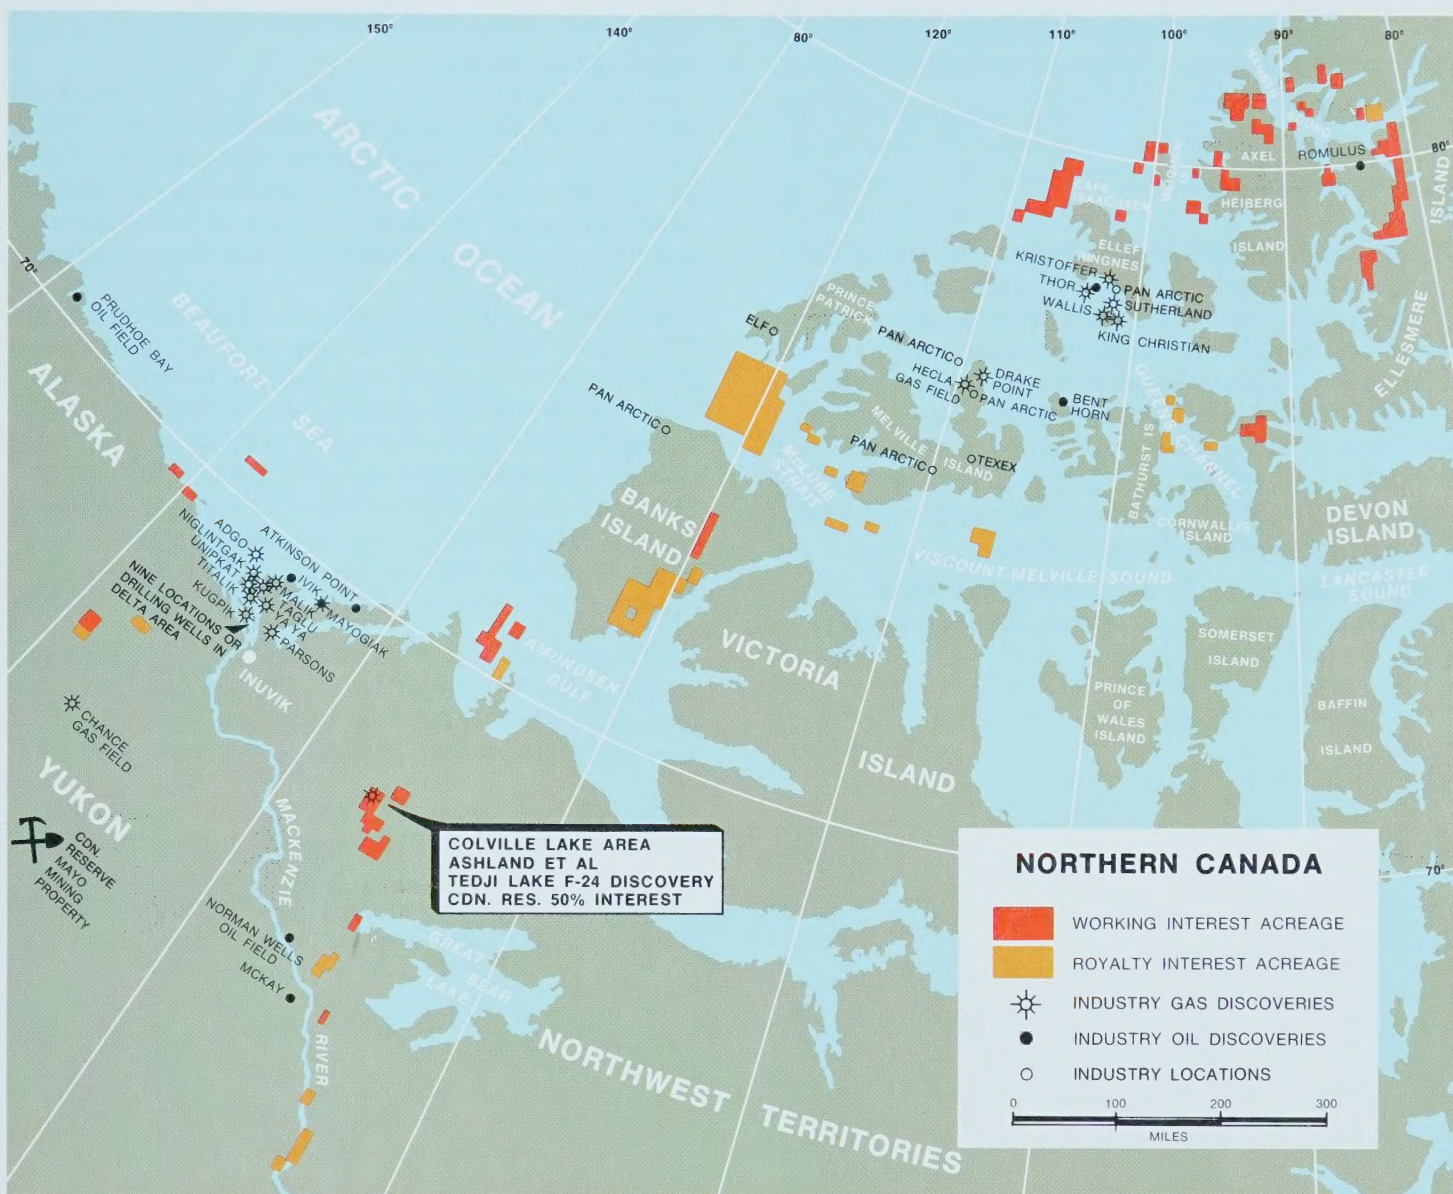 150°
140°
80°
120°
110°
100°
90°
80°
80°
70°
70°
ARCTIC
OCEAN
BEAUFORT
SEA
ALASKA
PRUDHOE BAY
OIL FIELD
AXEL
HEIBERG
ISLAND
ROMULUS
ELLESMERE
ISLAND
CAPE
ELLEF
RINGNES
KRISTOFFER
THOR
PAN ARCTIC
SUTHERLAND
WALLIS
KING CHRISTIAN
PRINCE
PATRICK
ELF
PAN ARCTIC
HECLA
GAS FIELD
DRAKE
POINT
PAN ARCTIC
BENT
HORN
PAN ARCTIC
MELVILLE
ISLAND
PAN ARCTIC
TEXEX
McLURE
STRAIT
BATHURST IS
QUEENS CHANNEL
CORNWALLIS
ISLAND
DEVON
ISLAND
VISCOUNT MELVILLE SOUND
LANCASTER
SOUND
BANKS
ISLAND
ADGO
NIGLINTGAK
UNIPKAT
TITALIK
KUGPIK
ATKINSON POINT
IVIK
MALIK
TAGLU
YA YA
MAYOGIAK
PARSONS
NINE LOCATIONS OR
DRILLING WELLS IN
DELTA AREA
INUVIK
AMUNDSEN
GULF
VICTORIA
ISLAND
SOMERSET
ISLAND
PRINCE
OF
WALES
ISLAND
BAFFIN
ISLAND
CHANCE
GAS FIELD
YUKON
CDN
RESERVE
MAYO
MINING
PROPERTY
MACKENZIE
RIVER
COLVILLE LAKE AREA
ASHLAND ET AL
TEDJI LAKE F-24 DISCOVERY
CDN. RES. 50% INTEREST
NORMAN WELLS
OIL FIELD
MCKAY
GREAT
BEAR
LAKE
NORTHWEST TERRITORIES
NORTHERN CANADA
WORKING INTEREST ACREAGE
ROYALTY INTEREST ACREAGE
INDUSTRY GAS DISCOVERIES
INDUSTRY OIL DISCOVERIES
INDUSTRY LOCATIONS
0 100 200 300
MILES